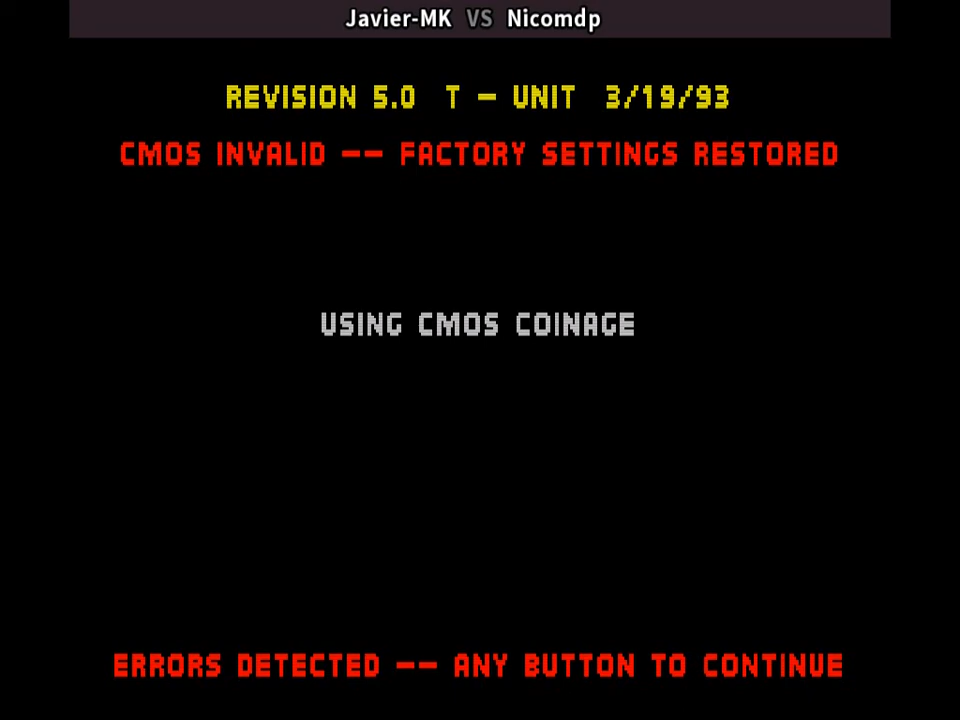 Javier-MK VS Nicomdp
REVISION 5.0 T - UNIT 3/19/93
CMOS INVALID -- FACTORY SETTINGS RESTORED
USING CMOS COINAGE
ERRORS DETECTED -- ANY BUTTON TO CONTINUE